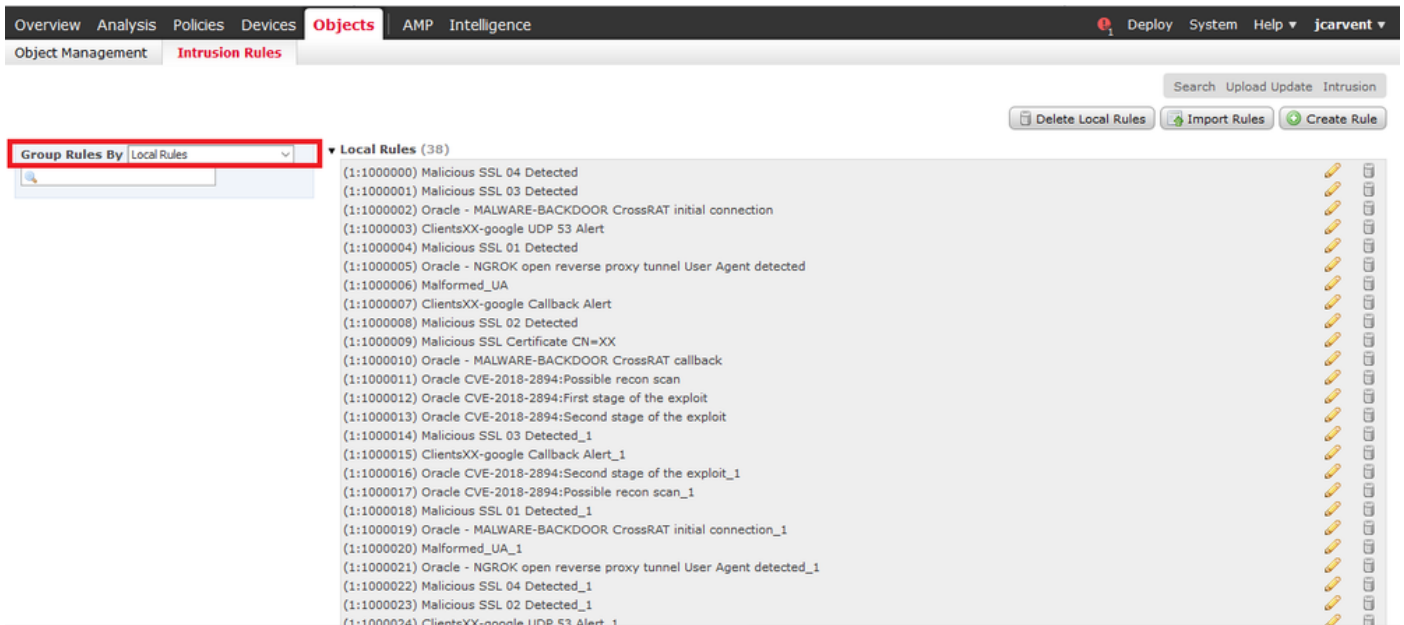 Overview Analysis Policies Devices Objects AMP Intelligence 1 Deploy System Help ▾ jcarvent ▾
Object Management Intrusion Rules
Search Upload Update Intrusion
Delete Local Rules Import Rules Create Rule
Group Rules By Local Rules
▾ Local Rules (38)
(1:1000000) Malicious SSL 04 Detected
(1:1000001) Malicious SSL 03 Detected
(1:1000002) Oracle - MALWARE-BACKDOOR CrossRAT initial connection
(1:1000003) ClientsXX-google UDP 53 Alert
(1:1000004) Malicious SSL 01 Detected
(1:1000005) Oracle - NGROK open reverse proxy tunnel User Agent detected
(1:1000006) Malformed_UA
(1:1000007) ClientsXX-google Callback Alert
(1:1000008) Malicious SSL 02 Detected
(1:1000009) Malicious SSL Certificate CN=XX
(1:1000010) Oracle - MALWARE-BACKDOOR CrossRAT callback
(1:1000011) Oracle CVE-2018-2894:Possible recon scan
(1:1000012) Oracle CVE-2018-2894:First stage of the exploit
(1:1000013) Oracle CVE-2018-2894:Second stage of the exploit
(1:1000014) Malicious SSL 03 Detected_1
(1:1000015) ClientsXX-google Callback Alert_1
(1:1000016) Oracle CVE-2018-2894:Second stage of the exploit_1
(1:1000017) Oracle CVE-2018-2894:Possible recon scan_1
(1:1000018) Malicious SSL 01 Detected_1
(1:1000019) Oracle - MALWARE-BACKDOOR CrossRAT initial connection_1
(1:1000020) Malformed_UA_1
(1:1000021) Oracle - NGROK open reverse proxy tunnel User Agent detected_1
(1:1000022) Malicious SSL 04 Detected_1
(1:1000023) Malicious SSL 02 Detected_1
(1:1000024) ClientsXX-google UDP 53 Alert_1